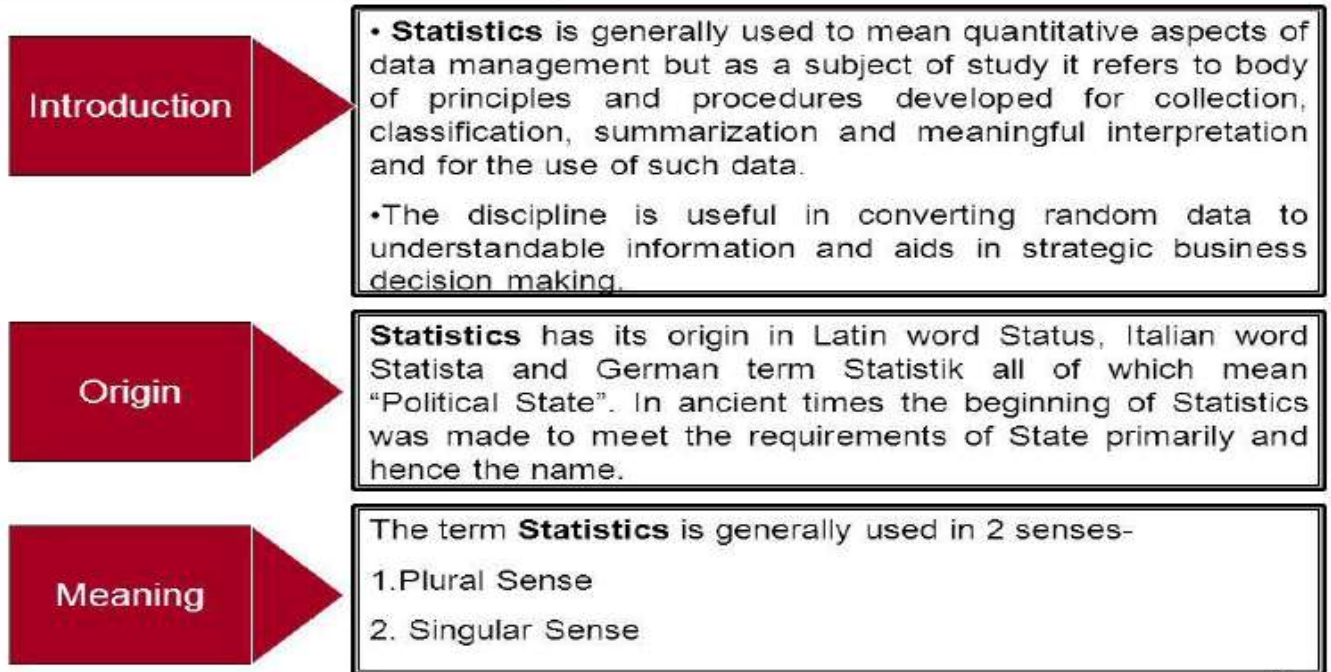 Introduction
• Statistics is generally used to mean quantitative aspects of
data management but as a subject of study it refers to body
of principles and procedures developed for collection,
classification, summarization and meaningful interpretation
and for the use of such data.
•The discipline is useful in converting random data to
understandable information and aids in strategic business
decision making.
Origin
Statistics has its origin in Latin word Status, Italian word
Statista and German term Statistik all of which mean
“Political State”. In ancient times the beginning of Statistics
was made to meet the requirements of State primarily and
hence the name.
Meaning
The term Statistics is generally used in 2 senses-
1.Plural Sense
2. Singular Sense